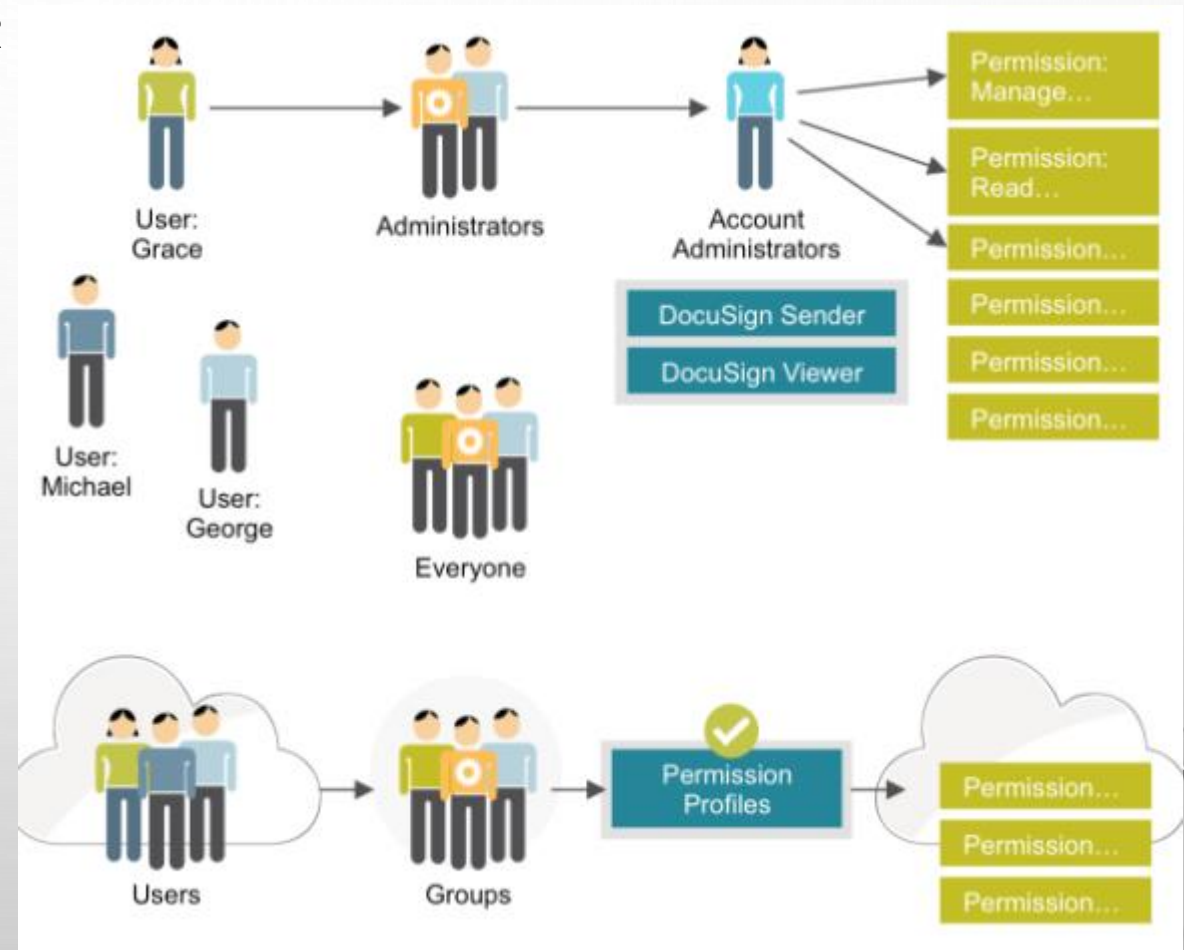 Permission:
Manage...
Permission:
Read...
User:
Grace
Administrators
Account
Administrators
Permission...
DocuSign Sender
Permission...
DocuSign Viewer
Permission...
Permission...
User:
Michael
User:
George
Everyone
Permission
Profiles
Permission...
Permission...
Permission...
Users
Groups